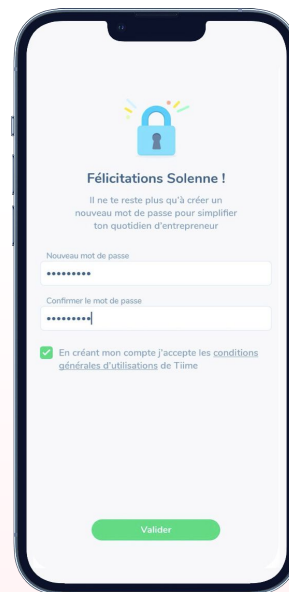 Félicitations Solenne !
Il ne te reste plus qu'à créer un
nouveau mot de passe pour simplifier
ton quotidien d'entrepreneur
Nouveau mot de passe
•••••••••
Confirmer le mot de passe
•••••••••
En créant mon compte j'accepte les conditions
générales d'utilisations de Tiime
Valider